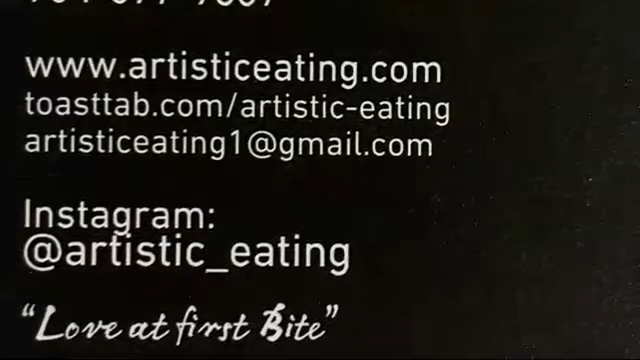 www.artisticeating.com
toasttab.com/artistic-eating
artisticeating1@gmail.com
Instagram:
@artistic_eating
“Love at first Bite”